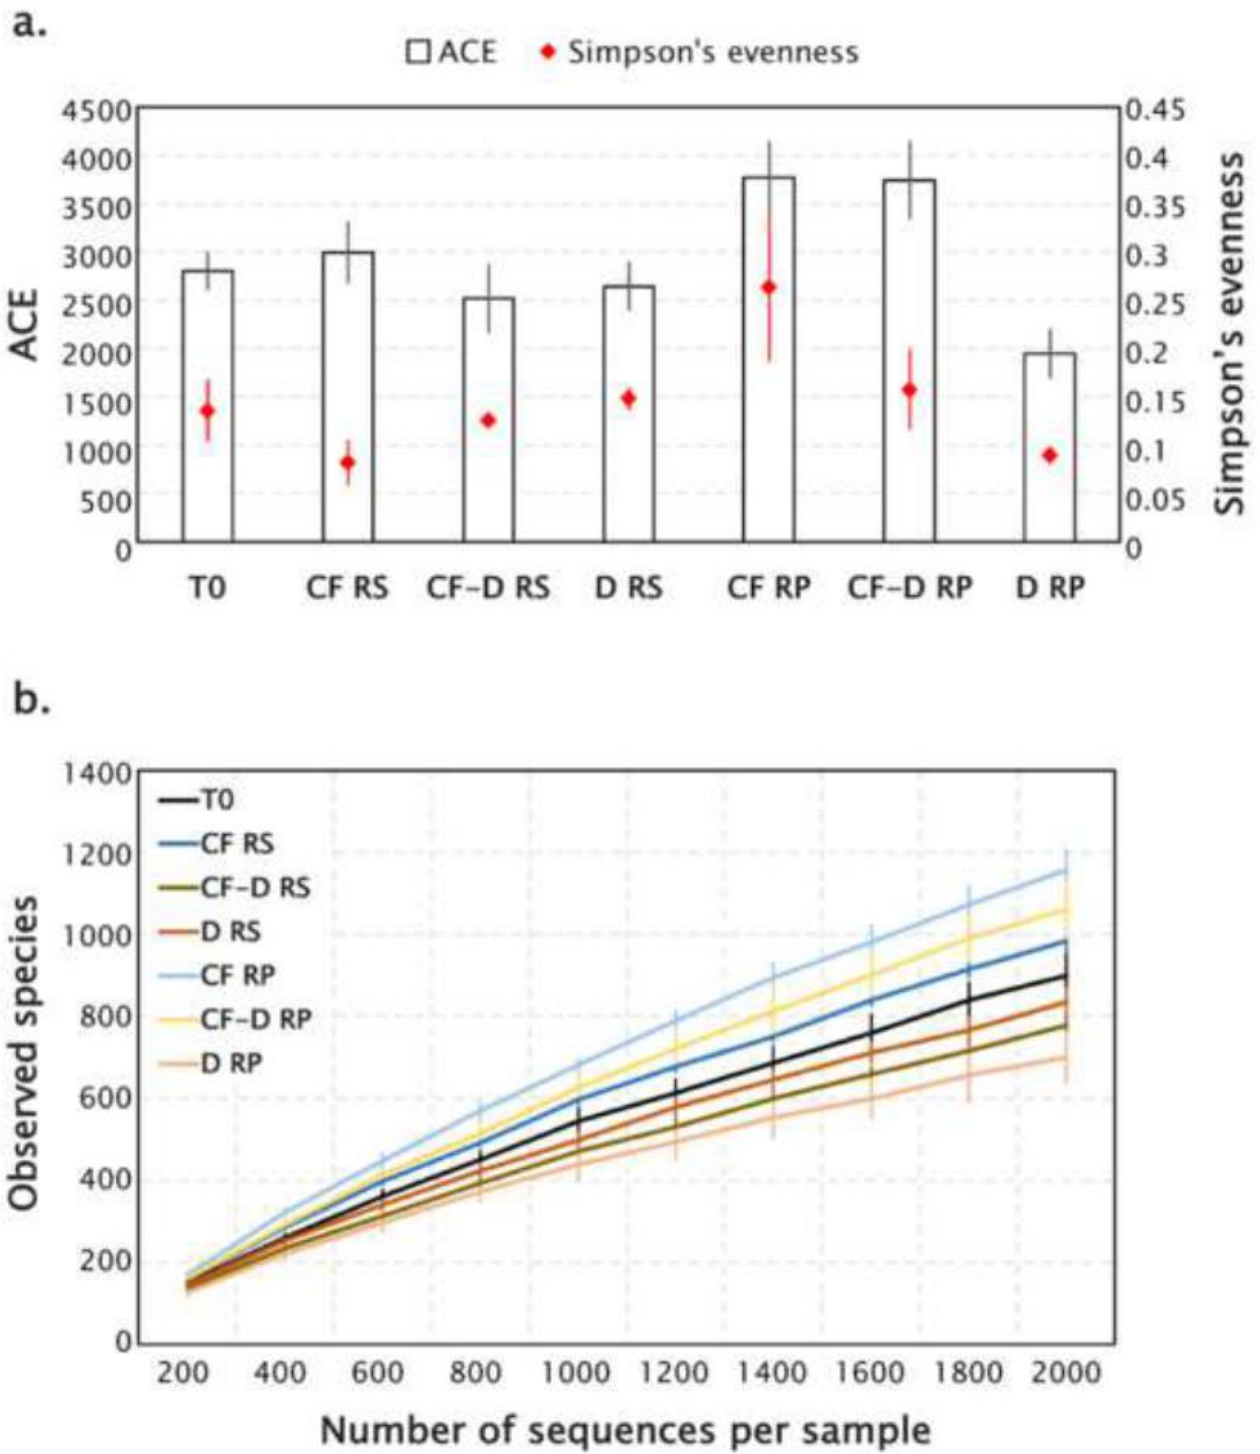 a.
ACE Simpson's evenness
4500 0.45
4000 0.4
3500 0.35
3000 0.3
2500 0.25
2000 0.2
1500 0.15
1000 0.1
500 0.05
0 0
ACE
Simpson's evenness
T0 CF RS CF-D RS D RS CF RP CF-D RP D RP
b.
1400
1200
1000
800
600
400
200
0
Observed species
T0
CF RS
CF-D RS
D RS
CF RP
CF-D RP
D RP
200 400 600 800 1000 1200 1400 1600 1800 2000
Number of sequences per sample